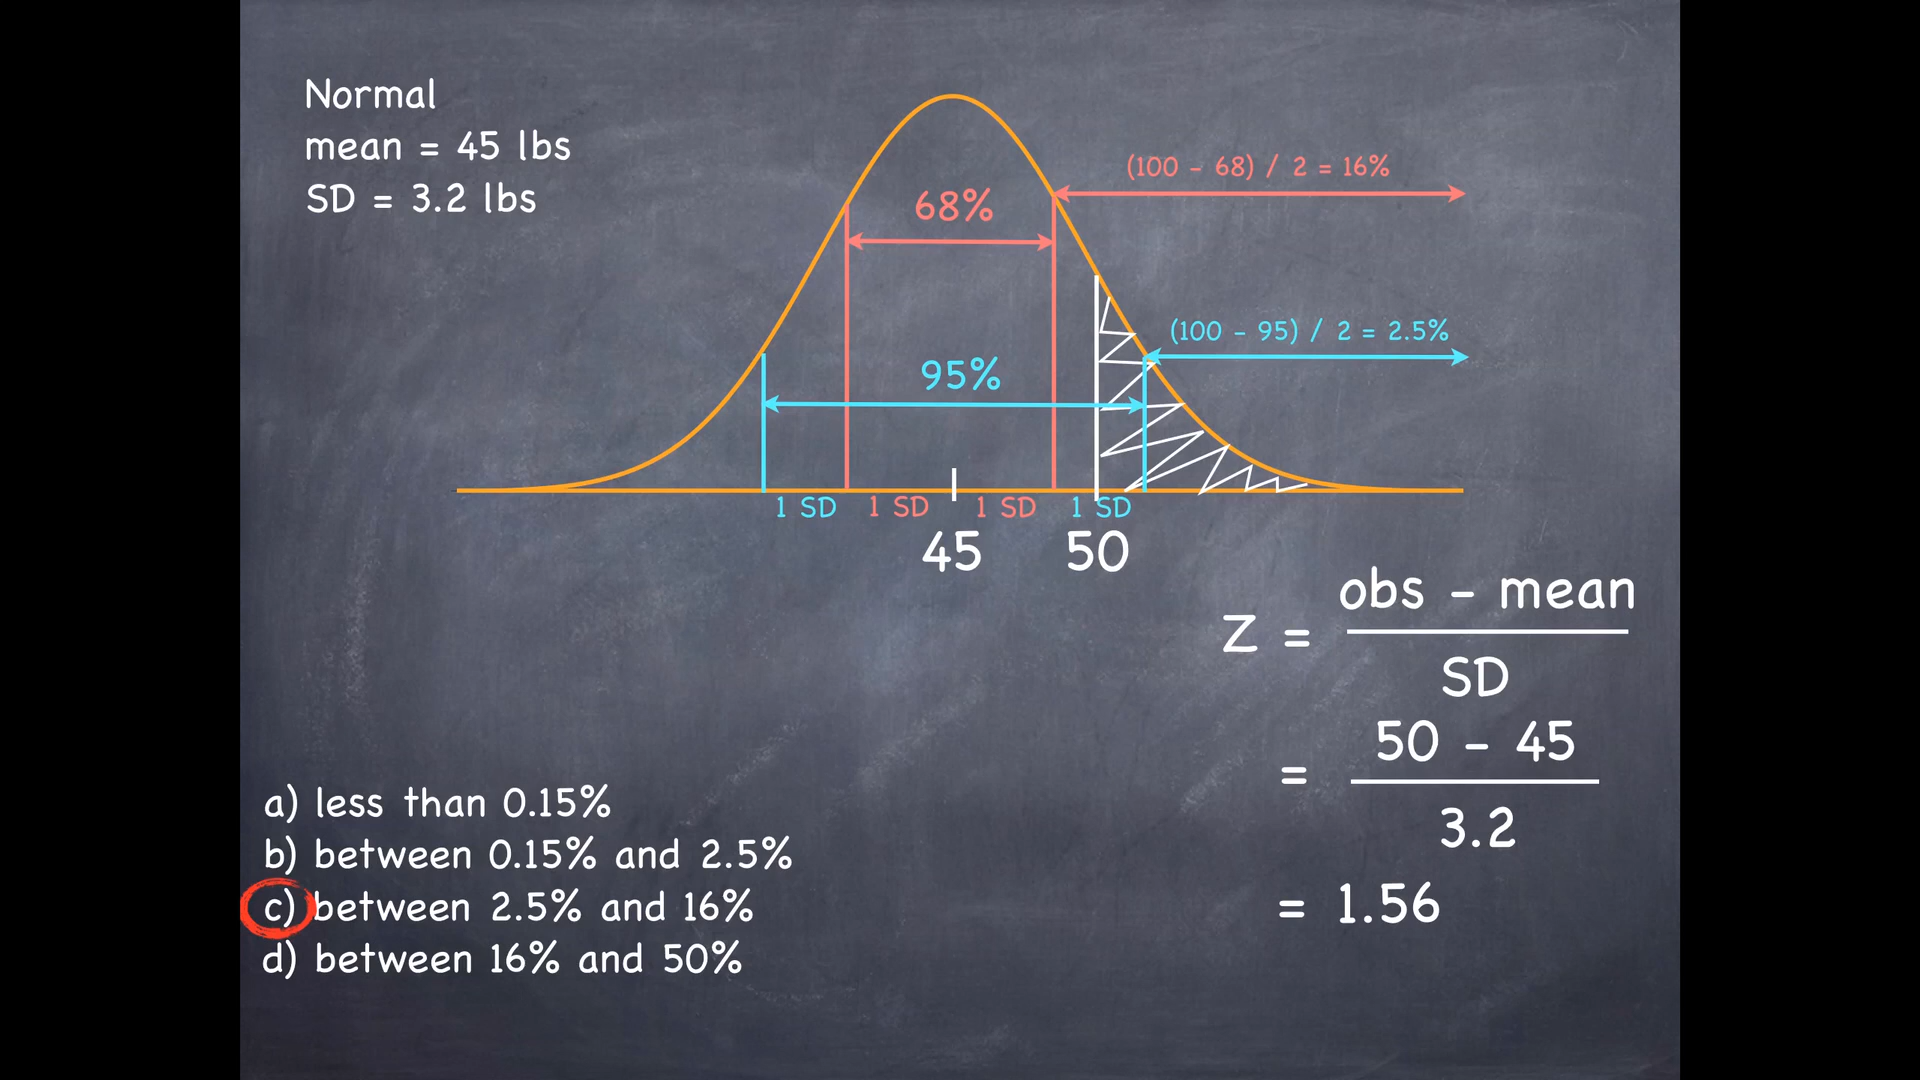 Normal
mean = 45 lbs
SD = 3.2 lbs
(100 - 68) / 2 = 16%
68%
(100 - 95) / 2 = 2.5%
95%
1 SD 1 SD 1 SD 1 SD
45 50
Z = obs - mean
SD
= 50 - 45
3.2
= 1.56
a) less than 0.15%
b) between 0.15% and 2.5%
c) between 2.5% and 16%
d) between 16% and 50%